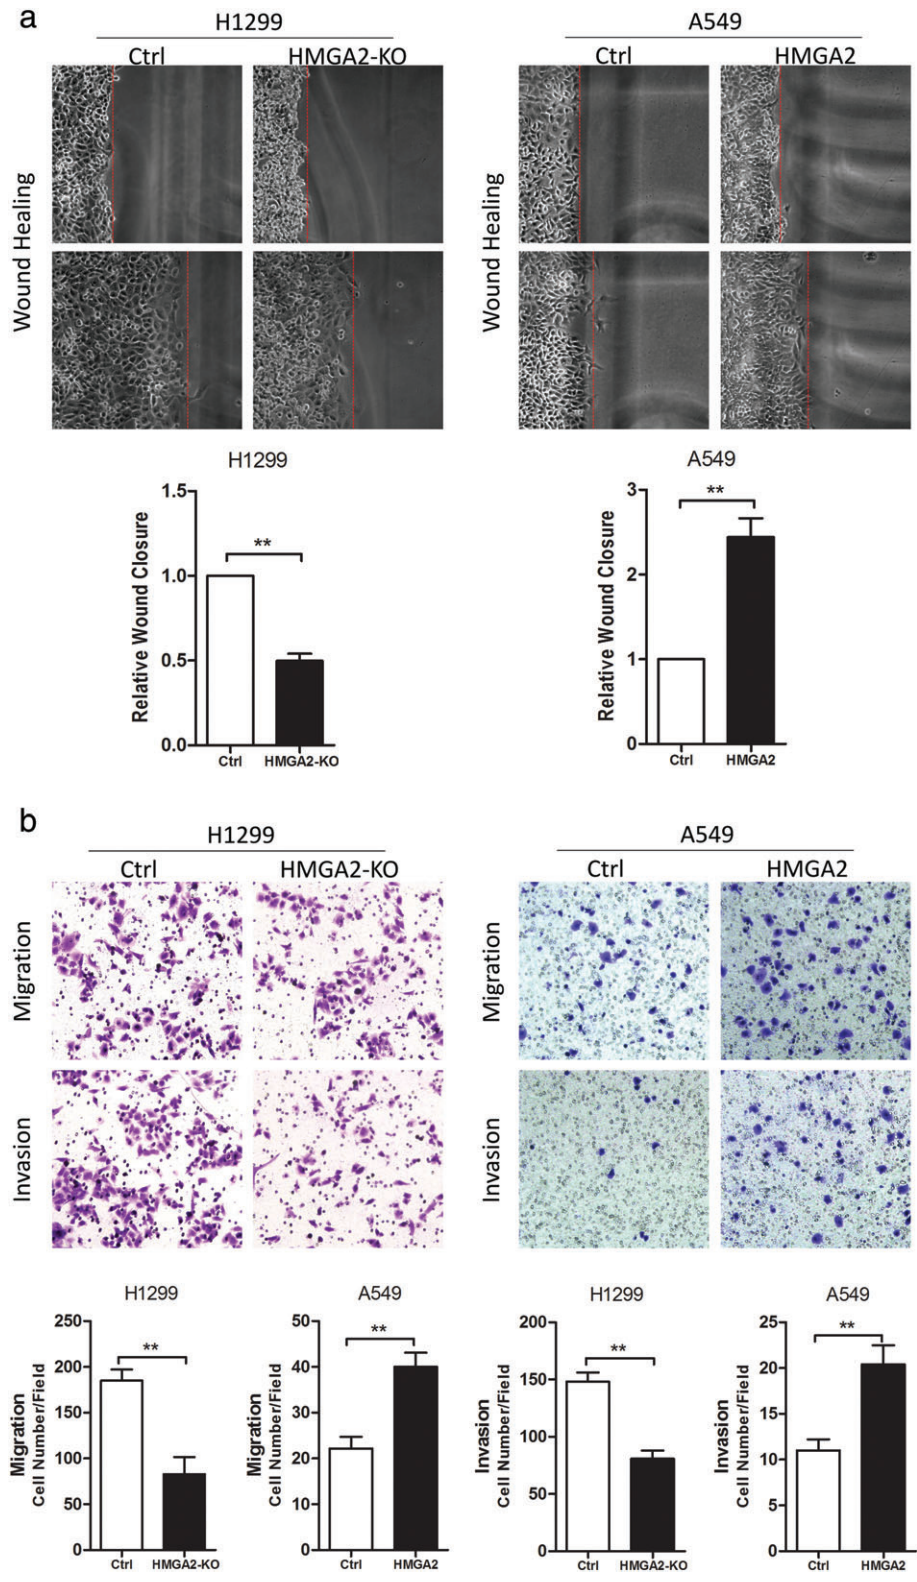 a
H1299
A549
Ctrl
HMGA2-KO
Ctrl
HMGA2
Wound Healing
Wound Healing
H1299
Relative Wound Closure
1.5
1.0
0.5
0.0
**
Ctrl
HMGA2-KO
A549
Relative Wound Closure
3
2
1
0
**
Ctrl
HMGA2
b
H1299
A549
Ctrl
HMGA2-KO
Ctrl
HMGA2
Migration
Migration
Invasion
Invasion
H1299
Migration
Cell Number/Field
250
200
150
100
50
0
**
Ctrl
HMGA2-KO
A549
Migration
Cell Number/Field
50
40
30
20
10
0
**
Ctrl
HMGA2
H1299
Invasion
Cell Number/Field
200
150
100
50
0
**
Ctrl
HMGA2-KO
A549
Invasion
Cell Number/Field
25
20
15
10
5
0
**
Ctrl
HMGA2